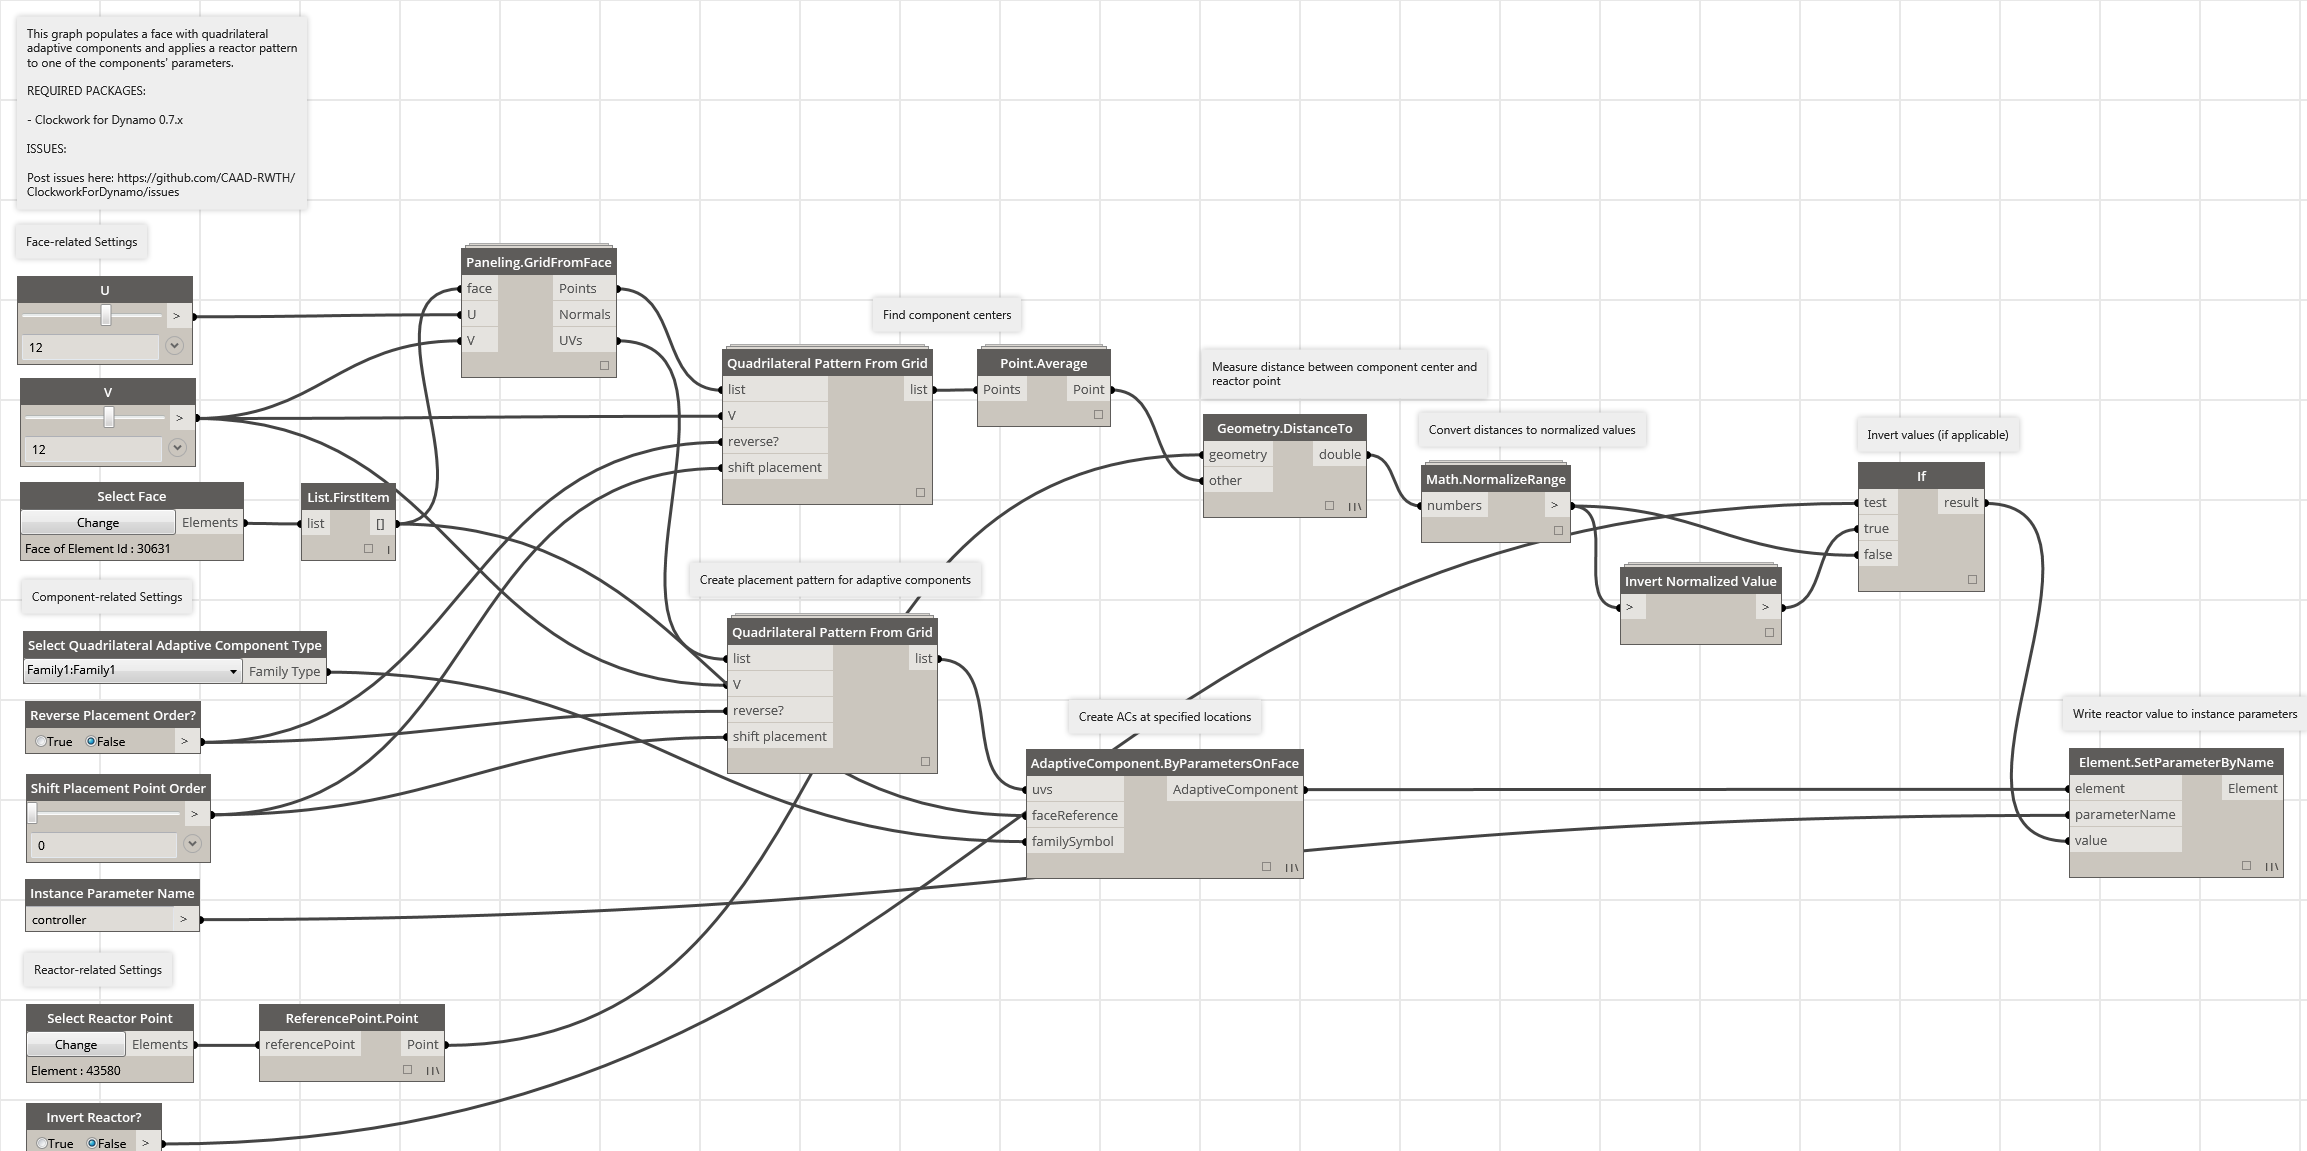 This graph populates a face with quadrilateral
adaptive components and applies a reactor pattern
to one of the components' parameters.
REQUIRED PACKAGES:
- Clockwork for Dynamo 0.7.x
ISSUES:
Post issues here: https://github.com/CAAD-RWTH/
ClockworkForDynamo/issues
Face-related Settings
U
>
12
V
>
12
Select Face
Change Elements
Face of Element Id : 30631
List.FirstItem
list []
Component-related Settings
Select Quadrilateral Adaptive Component Type
Family1:Family1 Family Type
Reverse Placement Order?
True False >
Shift Placement Point Order
>
0
Instance Parameter Name
controller >
Reactor-related Settings
Select Reactor Point
Change Elements
Element : 43580
ReferencePoint.Point
referencePoint Point
Invert Reactor?
True False >
Paneling.GridFromFace
face Points
U Normals
V UVs
Quadrilateral Pattern From Grid
list list
V
reverse?
shift placement
Find component centers
Point.Average
Points Point
Create placement pattern for adaptive components
Quadrilateral Pattern From Grid
list list
V
reverse?
shift placement
Measure distance between component center and
reactor point
Geometry.DistanceTo
geometry double
other
Convert distances to normalized values
Math.NormalizeRange
numbers >
Invert Normalized Value
> >
Invert values (if applicable)
If
test result
true
false
Create ACs at specified locations
AdaptiveComponent.ByParametersOnFace
uvs AdaptiveComponent
faceReference
familySymbol
Write reactor value to instance parameters
Element.SetParameterByName
element Element
parameterName
value